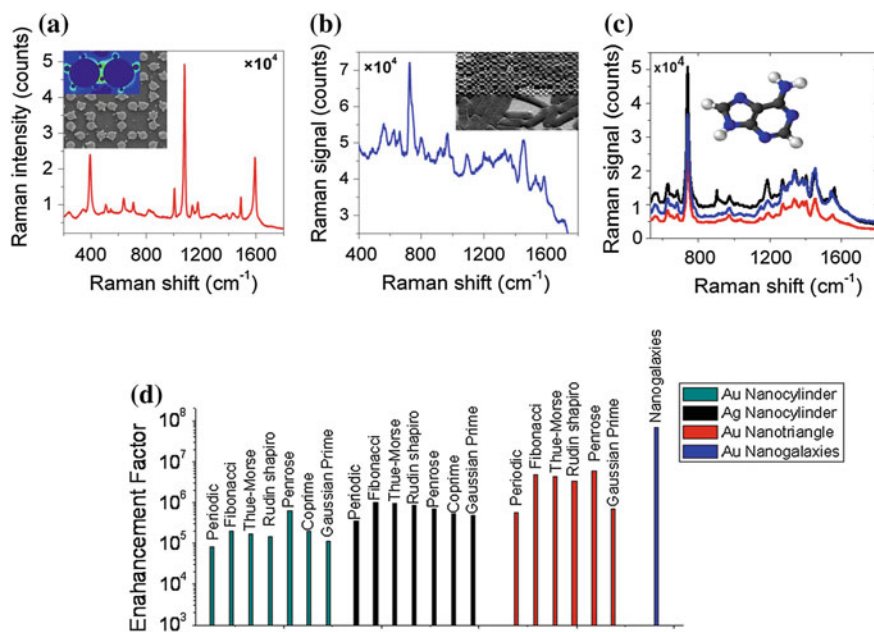 (a)
Raman intensity (counts)
×10⁴
5
4
3
2
1
400 800 1200 1600
Raman shift (cm⁻¹)
(b)
Raman signal (counts)
×10⁴
7
6
5
4
3
400 800 1200 1600
Raman shift (cm⁻¹)
(c)
Raman signal (counts)
×10⁴
5
4
3
2
1
0
800 1200 1600
Raman shift (cm⁻¹)
(d)
Enahancement Factor
10⁸
10⁷
10⁶
10⁵
10⁴
10³
Periodic
Fibonacci
Thue-Morse
Rudin shapiro
Penrose
Coprime
Gaussian Prime
Periodic
Fibonacci
Thue-Morse
Rudin shapiro
Penrose
Coprime
Gaussian Prime
Periodic
Fibonacci
Thue-Morse
Rudin shapiro
Penrose
Gaussian Prime
Nanogalaxies
Au Nanocylinder
Ag Nanocylinder
Au Nanotriangle
Au Nanogalaxies